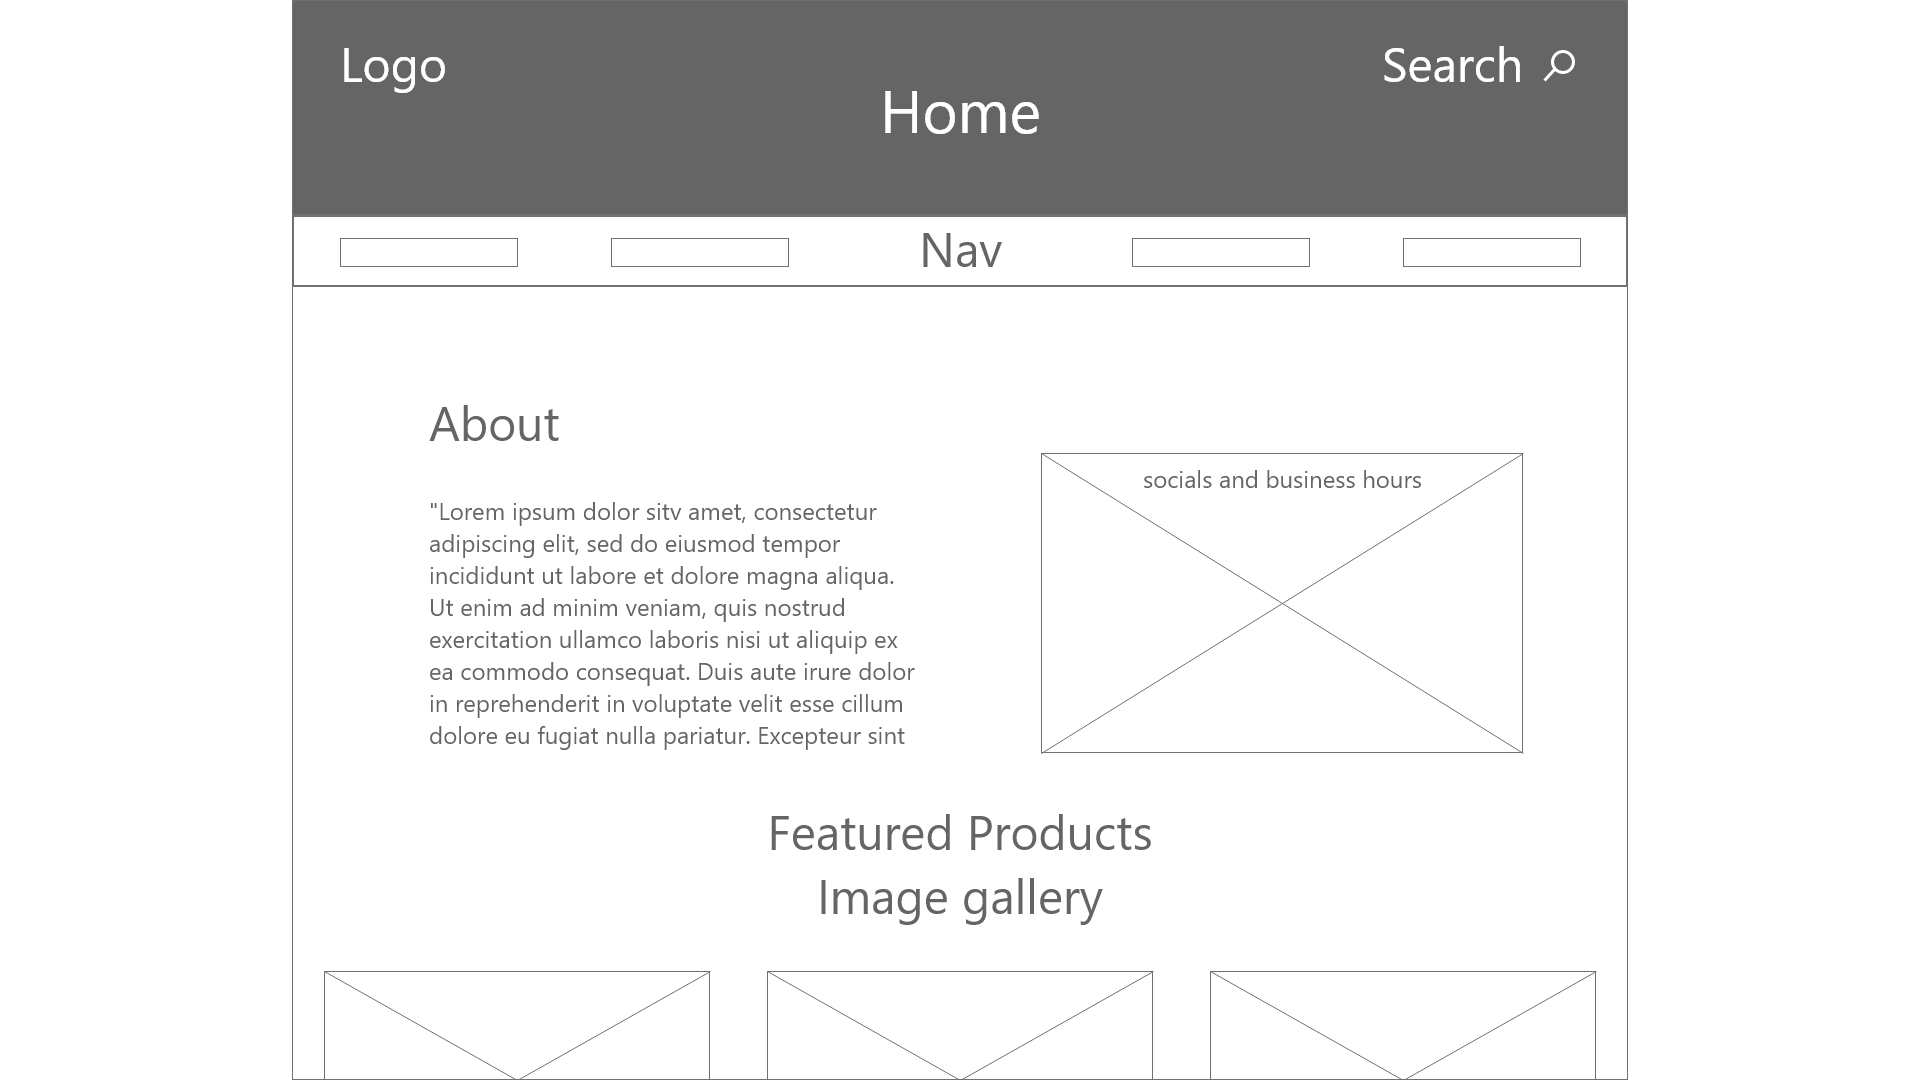 Logo
Search
Home
Nav
About
"Lorem ipsum dolor sitv amet, consectetur
adipiscing elit, sed do eiusmod tempor
incididunt ut labore et dolore magna aliqua.
Ut enim ad minim veniam, quis nostrud
exercitation ullamco laboris nisi ut aliquip ex
ea commodo consequat. Duis aute irure dolor
in reprehenderit in voluptate velit esse cillum
dolore eu fugiat nulla pariatur. Excepteur sint
socials and business hours
Featured Products
Image gallery